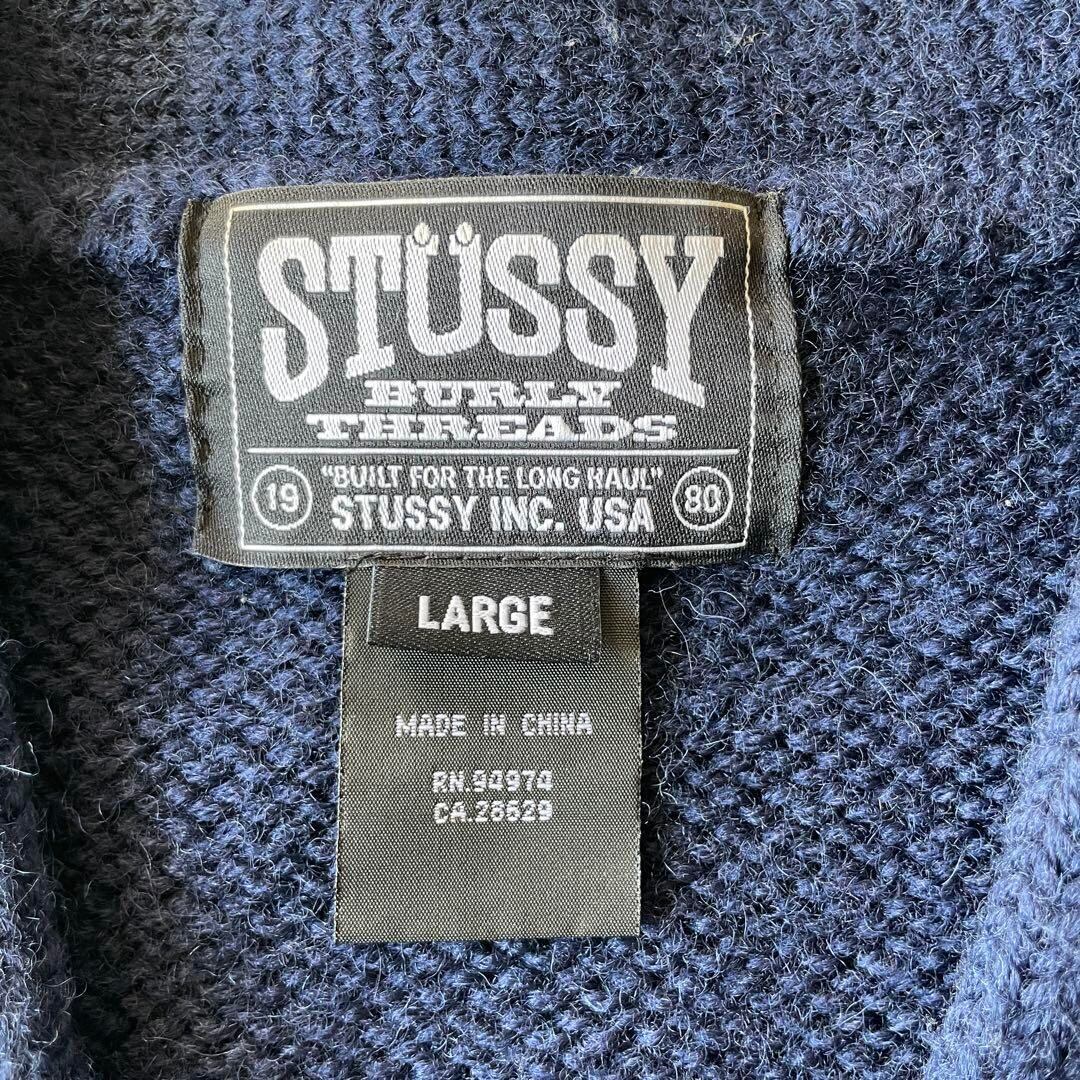 STÜSSY
BURLY
THREADS
19
"BUILT FOR THE LONG HAUL"
STUSSY INC. USA
80
LARGE
MADE IN CHINA
RN.94974
CA.26529